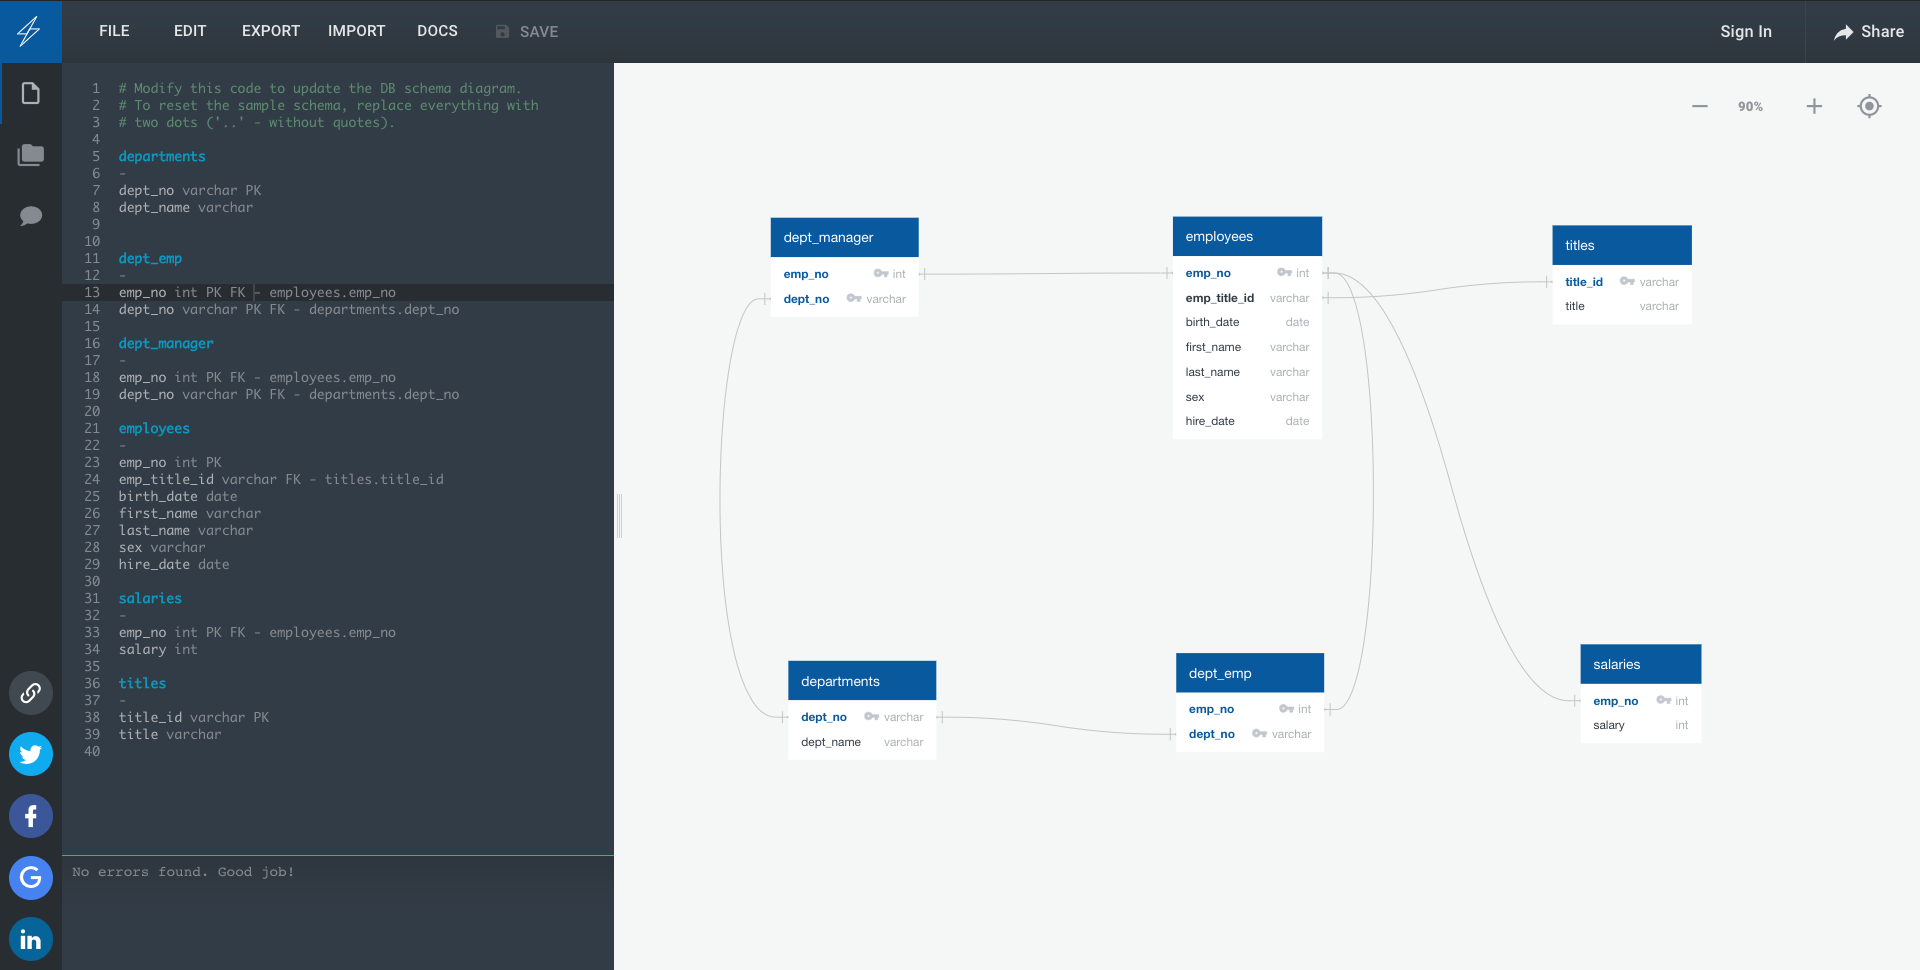 FILE EDIT EXPORT IMPORT DOCS SAVE Sign In Share
1 # Modify this code to update the DB schema diagram.
2 # To reset the sample schema, replace everything with
3 # two dots ('..' - without quotes).
4
5 departments
6 -
7 dept_no varchar PK
8 dept_name varchar
9
10
11 dept_emp
12 -
13 emp_no int PK FK - employees.emp_no
14 dept_no varchar PK FK - departments.dept_no
15
16 dept_manager
17 -
18 emp_no int PK FK - employees.emp_no
19 dept_no varchar PK FK - departments.dept_no
20
21 employees
22 -
23 emp_no int PK
24 emp_title_id varchar FK - titles.title_id
25 birth_date date
26 first_name varchar
27 last_name varchar
28 sex varchar
29 hire_date date
30
31 salaries
32 -
33 emp_no int PK FK - employees.emp_no
34 salary int
35
36 titles
37 -
38 title_id varchar PK
39 title varchar
40
No errors found. Good job!
90%
dept_manager
emp_no int
dept_no varchar
employees
emp_no int
emp_title_id varchar
birth_date date
first_name varchar
last_name varchar
sex varchar
hire_date date
titles
title_id varchar
title varchar
departments
dept_no varchar
dept_name varchar
dept_emp
emp_no int
dept_no varchar
salaries
emp_no int
salary int